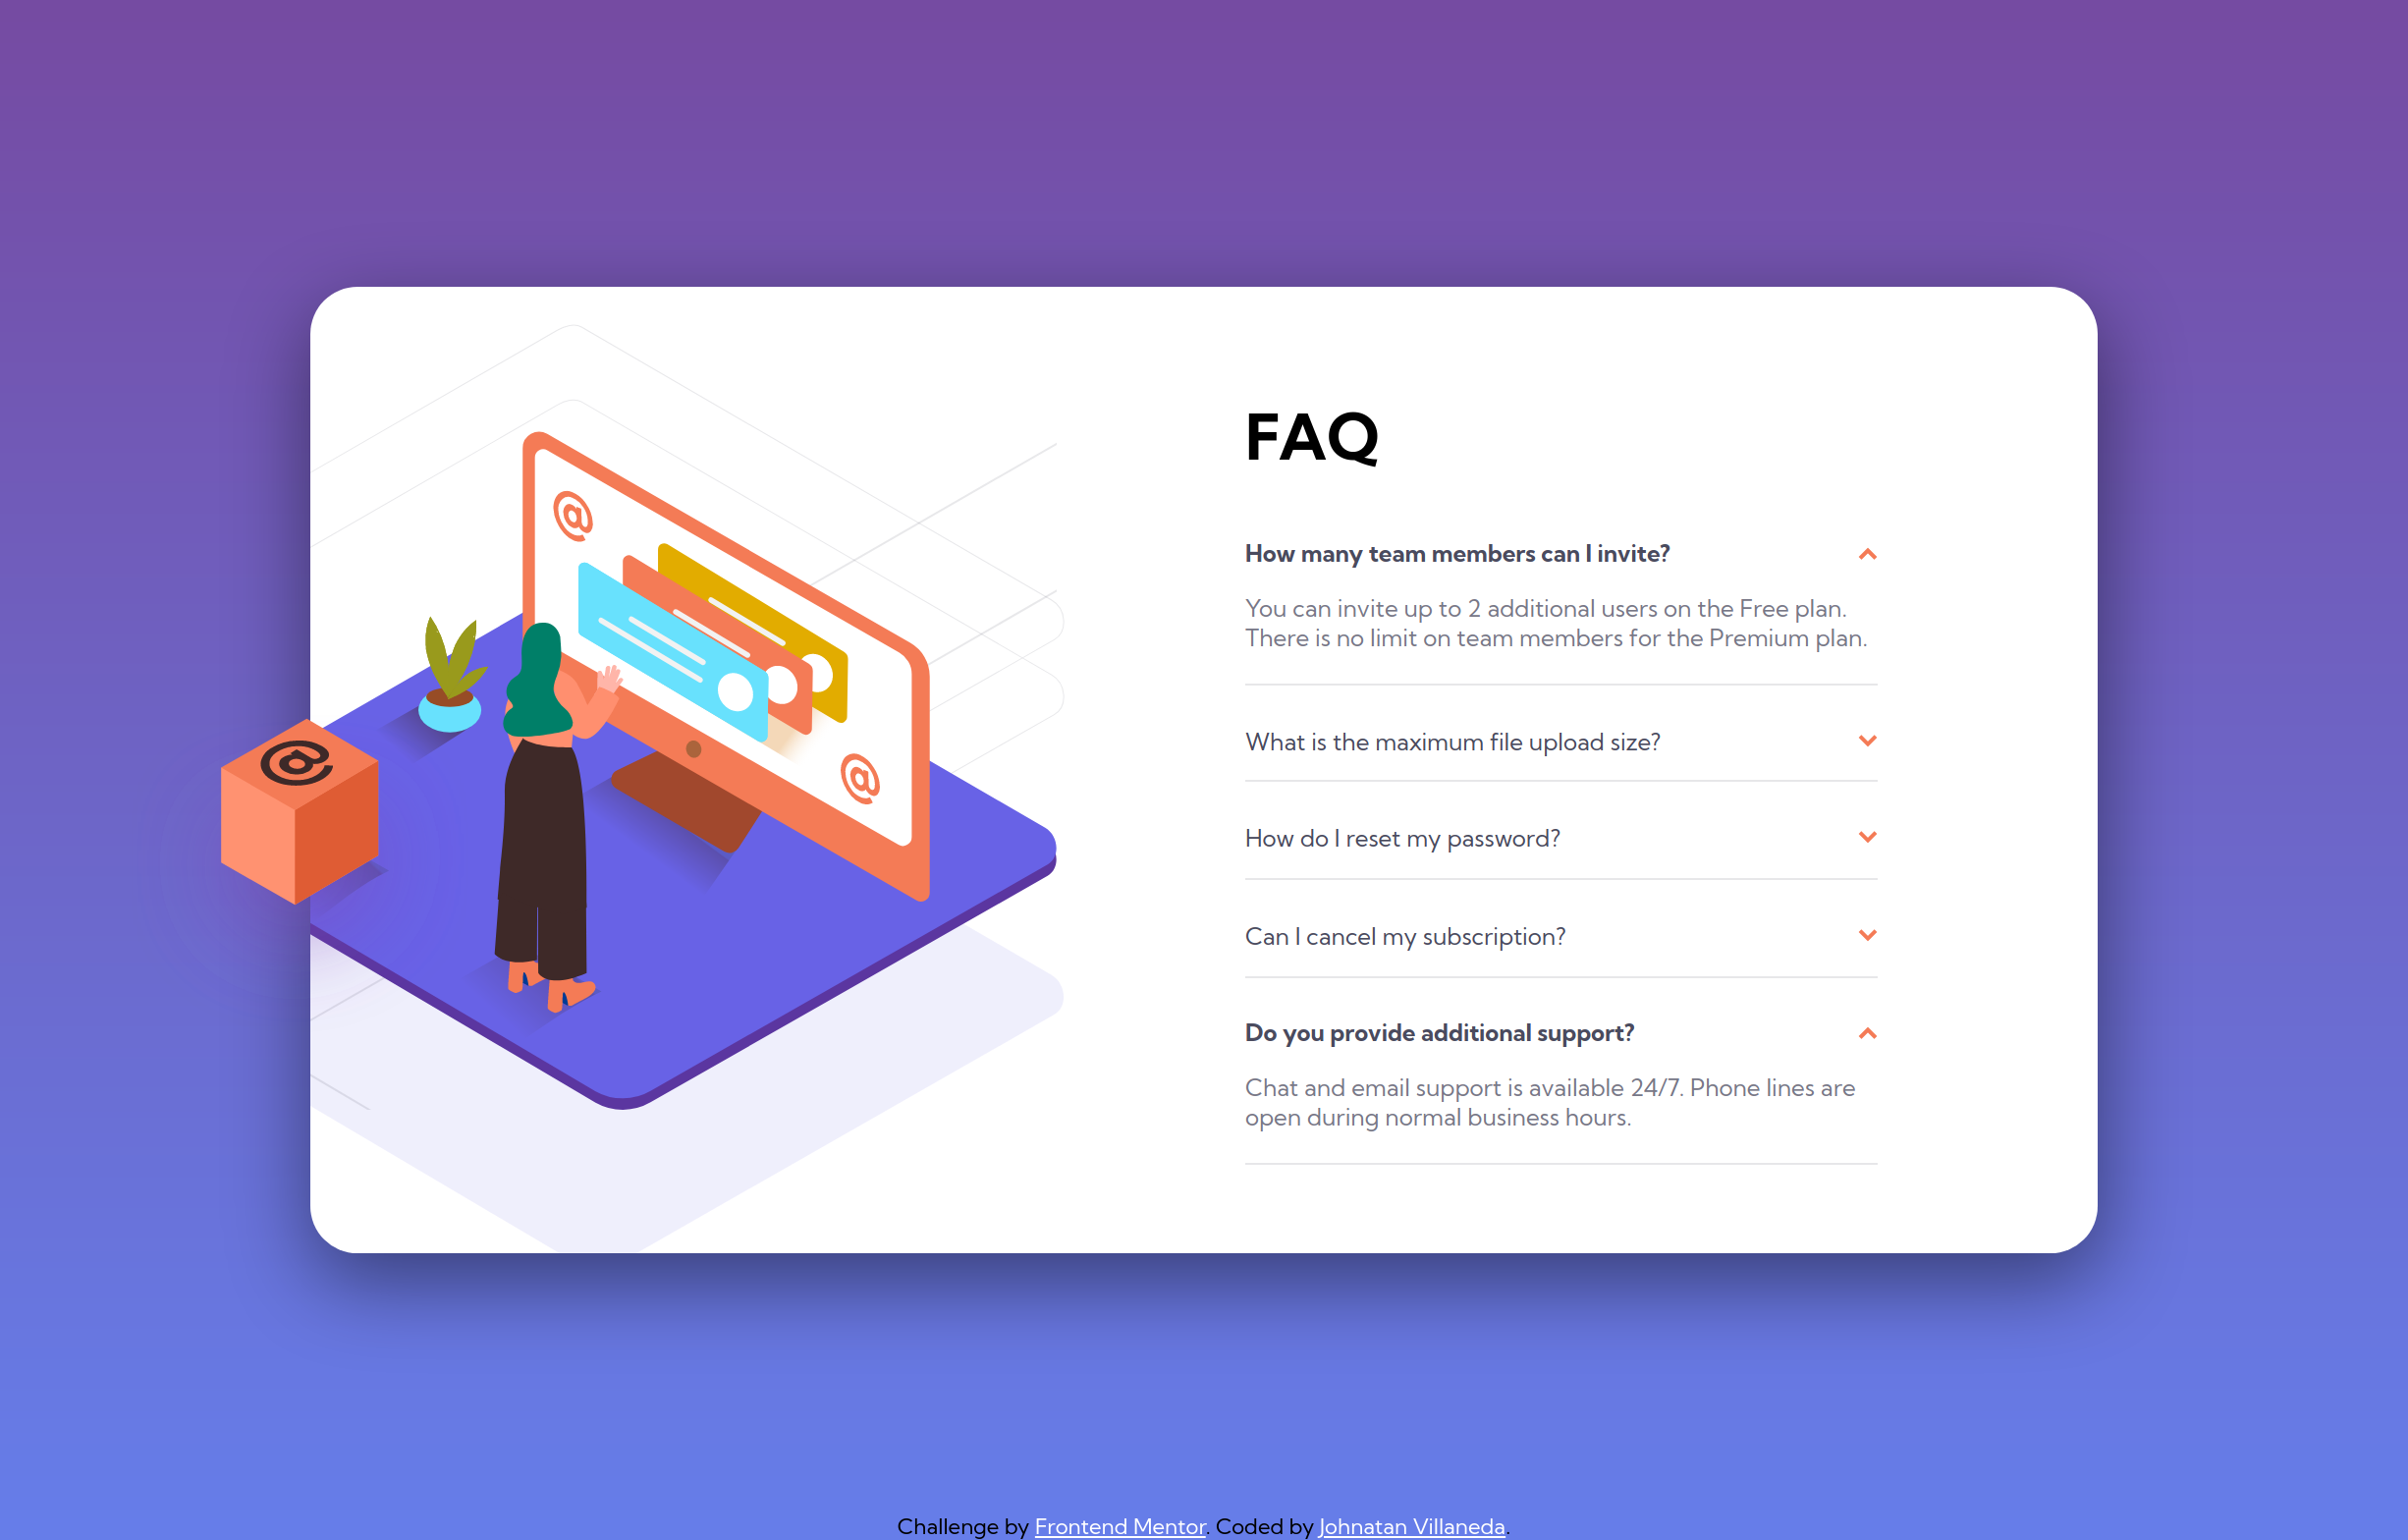 FAQ
How many team members can I invite?
You can invite up to 2 additional users on the Free plan.
There is no limit on team members for the Premium plan.
What is the maximum file upload size?
How do I reset my password?
Can I cancel my subscription?
Do you provide additional support?
Chat and email support is available 24/7. Phone lines are
open during normal business hours.
@
@
@
Challenge by Frontend Mentor. Coded by Johnatan Villaneda.